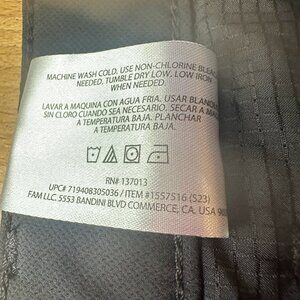 MACHINE WASH COLD. USE NON-CHLORINE BLEACH
NEEDED. TUMBLE DRY LOW, LOW IRON
WHEN NEEDED.
LAVAR A MAQUINA CON AGUA FRIA. USAR BLANQ
SIN CLORO CUANDO SEA NECESARIO. SECAR A MA
A TEMPERATURA BAJA. PLANCHAR
A TEMPERATURA BAJA.
RN# 137013
UPC# 719408305036 / ITEM #1557516 (S23)
FAM LLC. 5553 BANDINI BLVD COMMERCE, CA. USA